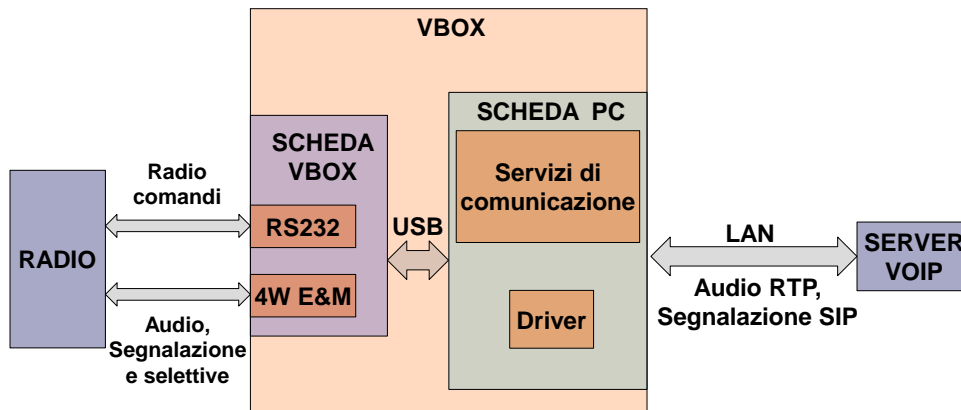 VBOX
SCHEDA PC
SCHEDA
VBOX
Servizi di
comunicazione
Radio
comandi
RS232
USB
LAN
SERVER
VOIP
RADIO
4W E&M
Audio RTP,
Segnalazione SIP
Driver
Audio,
Segnalazione
e selettive